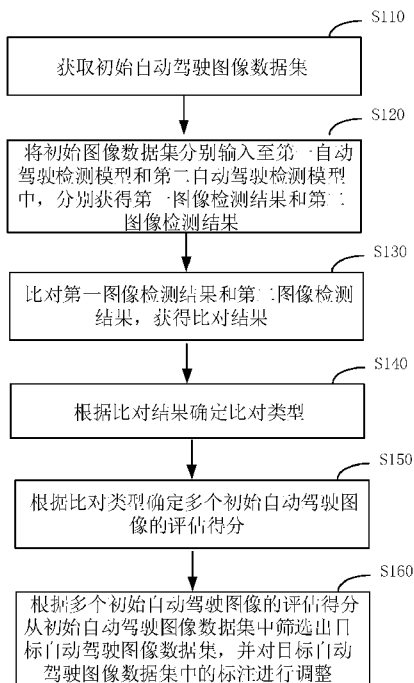 S110
获取初始自动驾驶图像数据集
S120
将初始图像数据集分别输入至第一自动
驾驶检测模型和第二自动驾驶检测模型
中，分别获得第一图像检测结果和第二
图像检测结果
S130
比对第一图像检测结果和第二图像检测
结果，获得比对结果
S140
根据比对结果确定比对类型
S150
根据比对类型确定多个初始自动驾驶图
像的评估得分
S160
根据多个初始自动驾驶图像的评估得分
从初始自动驾驶图像数据集中筛选出目
标自动驾驶图像数据集，并对目标自动
驾驶图像数据集中的标注进行调整